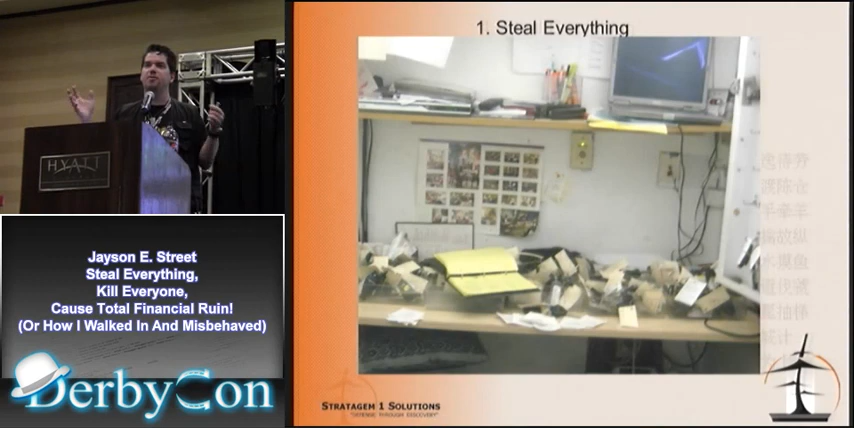 HYATT
Jayson E. Street
Steal Everything,
Kill Everyone,
Cause Total Financial Ruin!
(Or How I Walked In And Misbehaved)
DerbyCon
1. Steal Everything
STRATAGEM 1 SOLUTIONS
"DEFENSE THROUGH DISCOVERY"